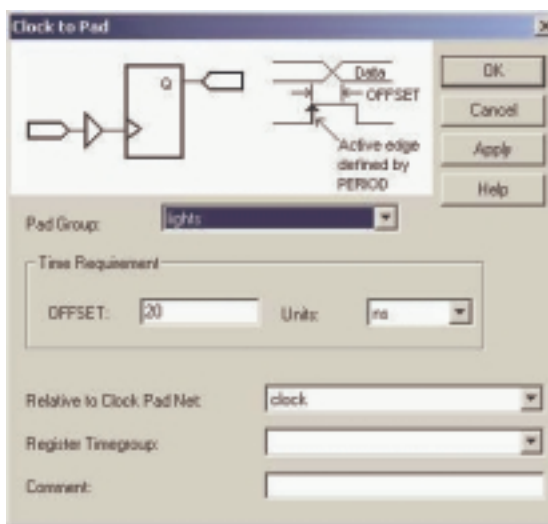 Clock to Pad
Q
Data
OFFSET
Active edge
defined by
PERIOD
OK
Cancel
Apply
Help
Pad Group:
lights
Time Requirement
OFFSET:
20
Units:
ns
Relative to Clock Pad Net:
clock
Register Timegroup:
Comment: